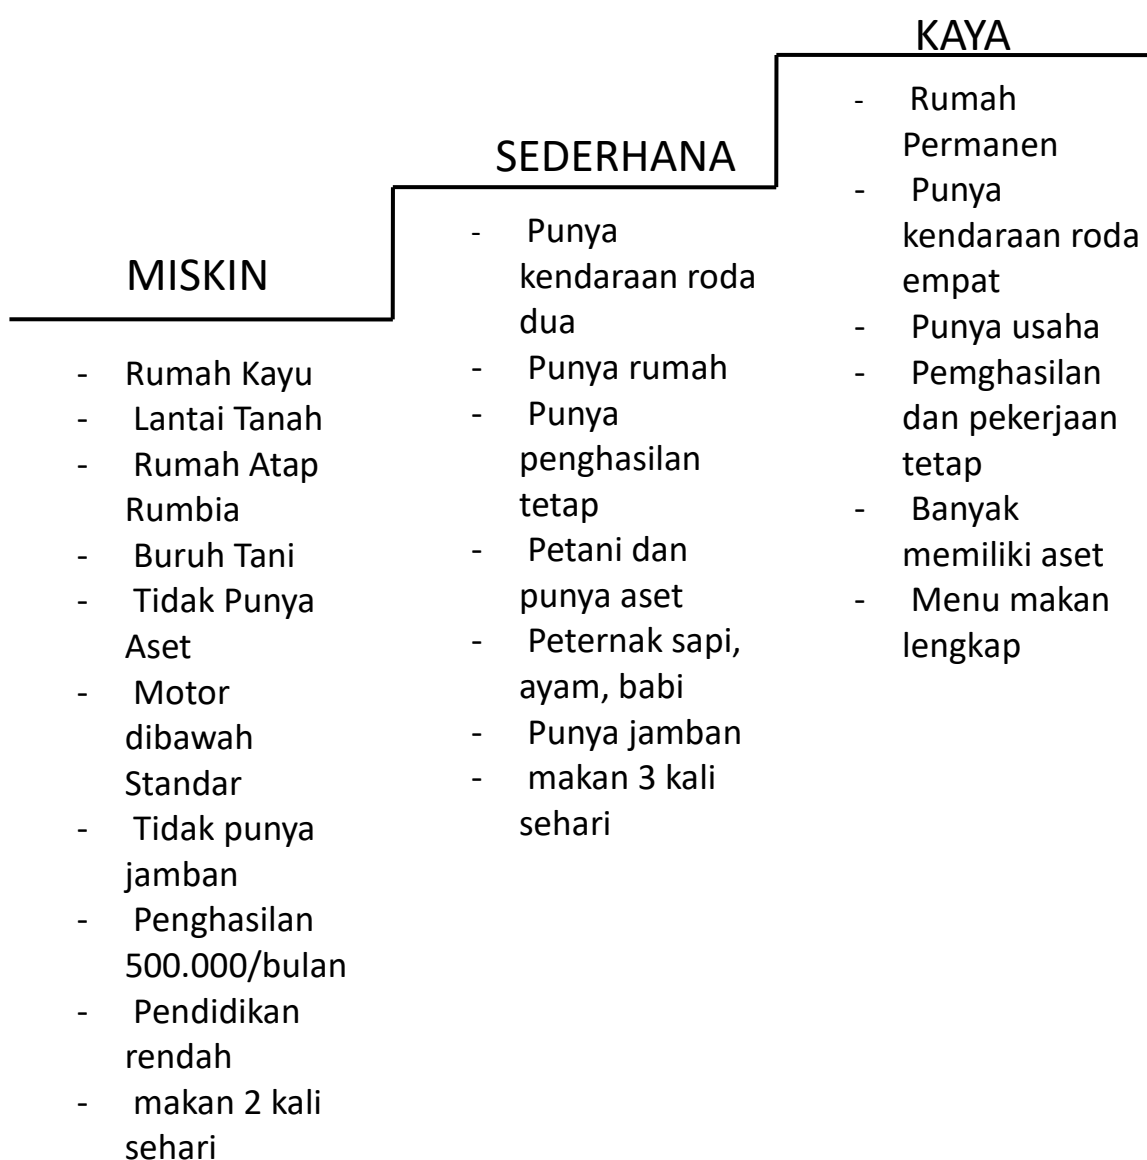 MISKIN
- Rumah Kayu
- Lantai Tanah
- Rumah Atap
Rumbia
- Buruh Tani
- Tidak Punya
Aset
- Motor
dibawah
Standar
- Tidak punya
jamban
- Penghasilan
500.000/bulan
- Pendidikan
rendah
- makan 2 kali
sehari
SEDERHANA
- Punya
kendaraan roda
dua
- Punya rumah
- Punya
penghasilan
tetap
- Petani dan
punya aset
- Peternak sapi,
ayam, babi
- Punya jamban
- makan 3 kali
sehari
KAYA
- Rumah
Permanen
- Punya
kendaraan roda
empat
- Punya usaha
- Pemghasilan
dan pekerjaan
tetap
- Banyak
memiliki aset
- Menu makan
lengkap